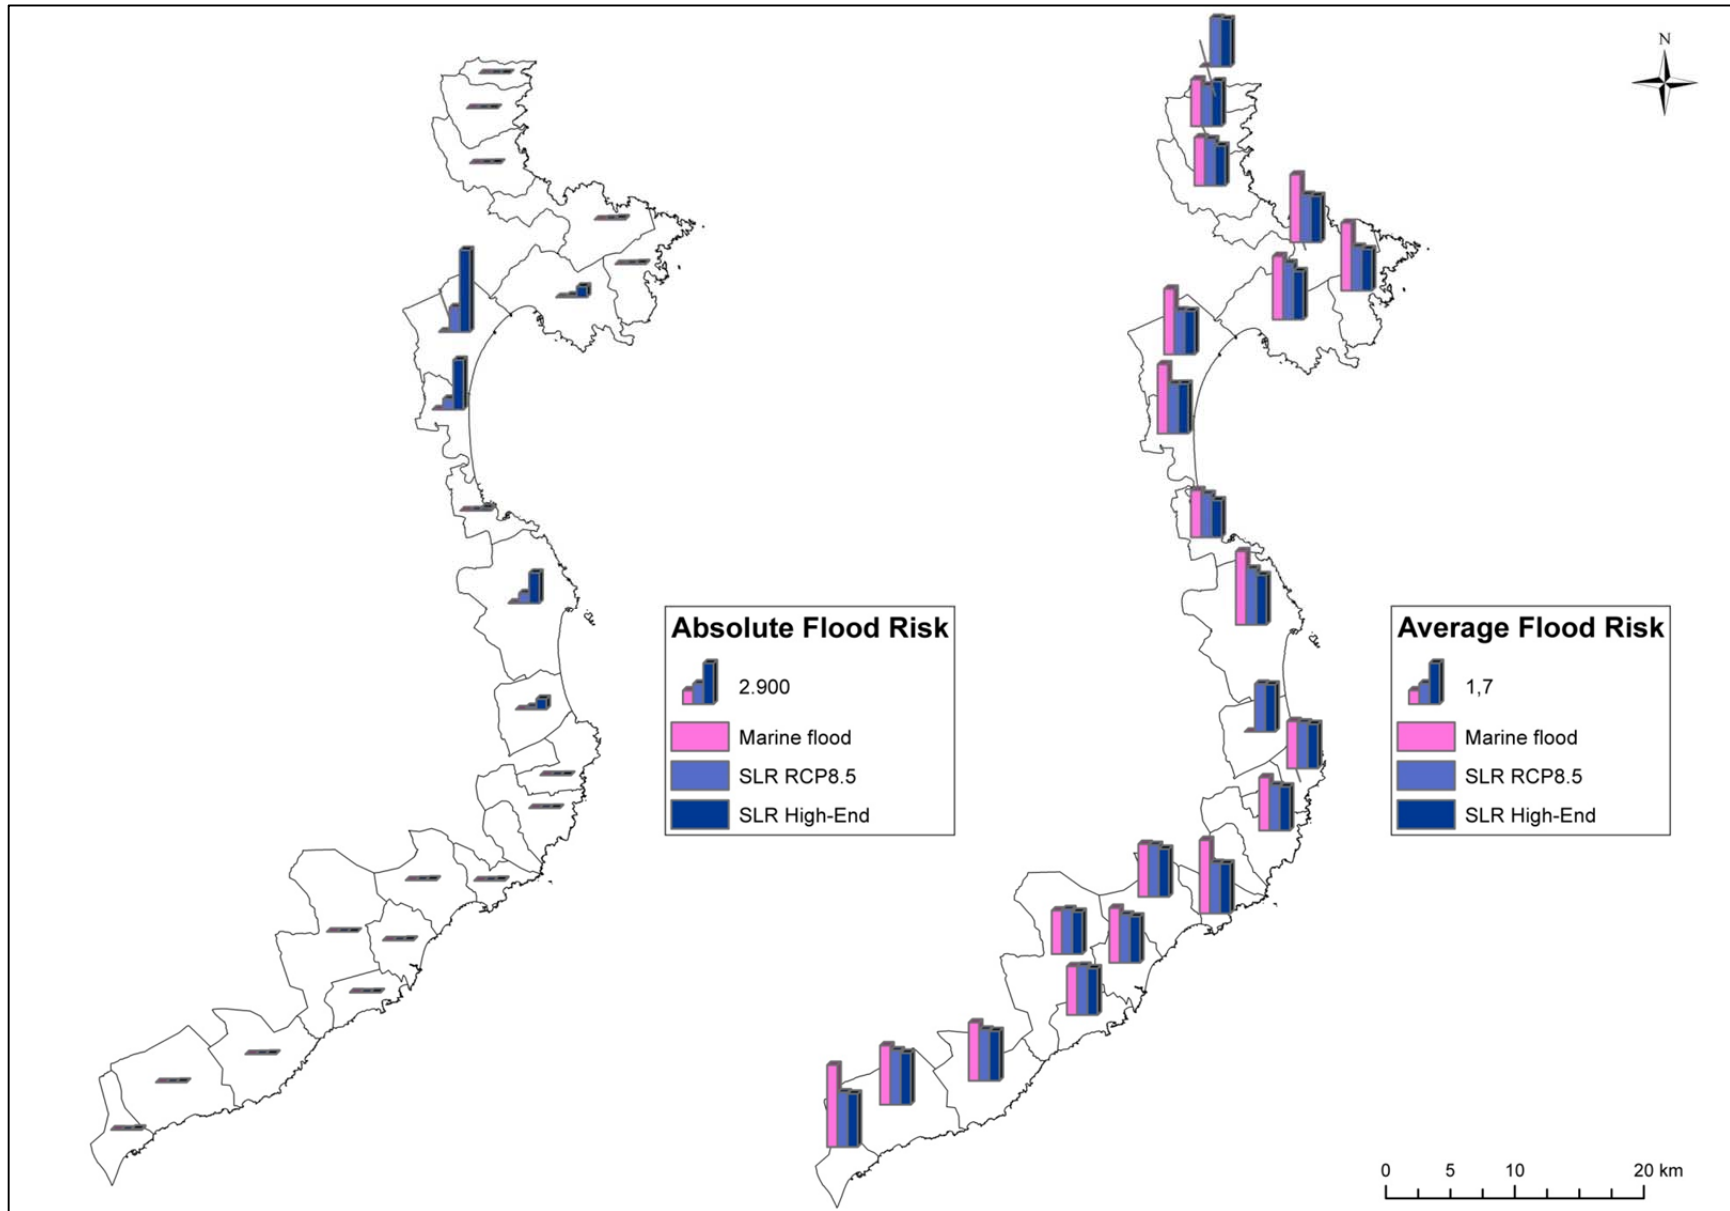 N
Absolute Flood Risk
2.900
Marine flood
SLR RCP8.5
SLR High-End
Average Flood Risk
1,7
Marine flood
SLR RCP8.5
SLR High-End
0 5 10 20 km